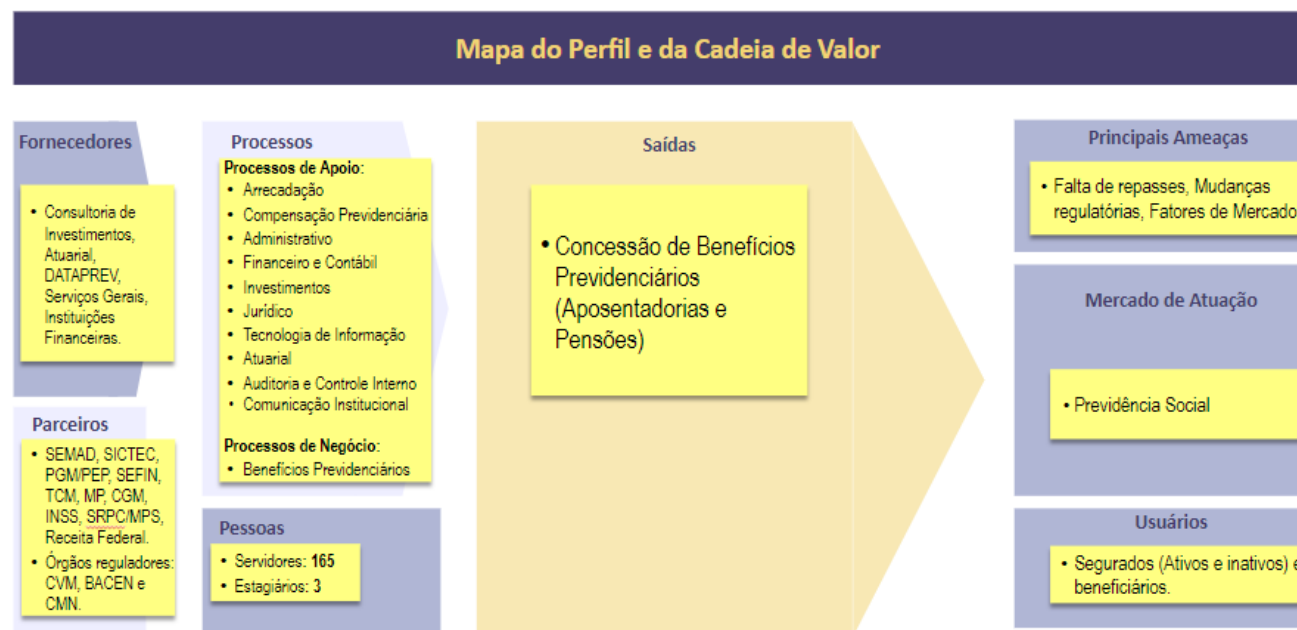 Mapa do Perfil e da Cadeia de Valor
Fornecedores
• Consultoria de
Investimentos,
Atuarial,
DATAPREV,
Serviços Gerais,
Instituições
Financeiras.
Parceiros
• SEMAD, SICTEC,
PGM/PEP, SEFIN,
TCM, MP, CGM,
INSS, SRPC/MPS,
Receita Federal.
• Órgãos reguladores:
CVM, BACEN e
CMN.
Processos
Processos de Apoio:
• Arrecadação
• Compensação Previdenciária
• Administrativo
• Financeiro e Contábil
• Investimentos
• Jurídico
• Tecnologia de Informação
• Atuarial
• Auditoria e Controle Interno
• Comunicação Institucional
Processos de Negócio:
• Benefícios Previdenciários
Pessoas
• Servidores: 165
• Estagiários: 3
Saídas
• Concessão de Benefícios
Previdenciários
(Aposentadorias e
Pensões)
Principais Ameaças
• Falta de repasses, Mudanças
regulatórias, Fatores de Mercado
Mercado de Atuação
• Previdência Social
Usuários
• Segurados (Ativos e inativos) e
beneficiários.